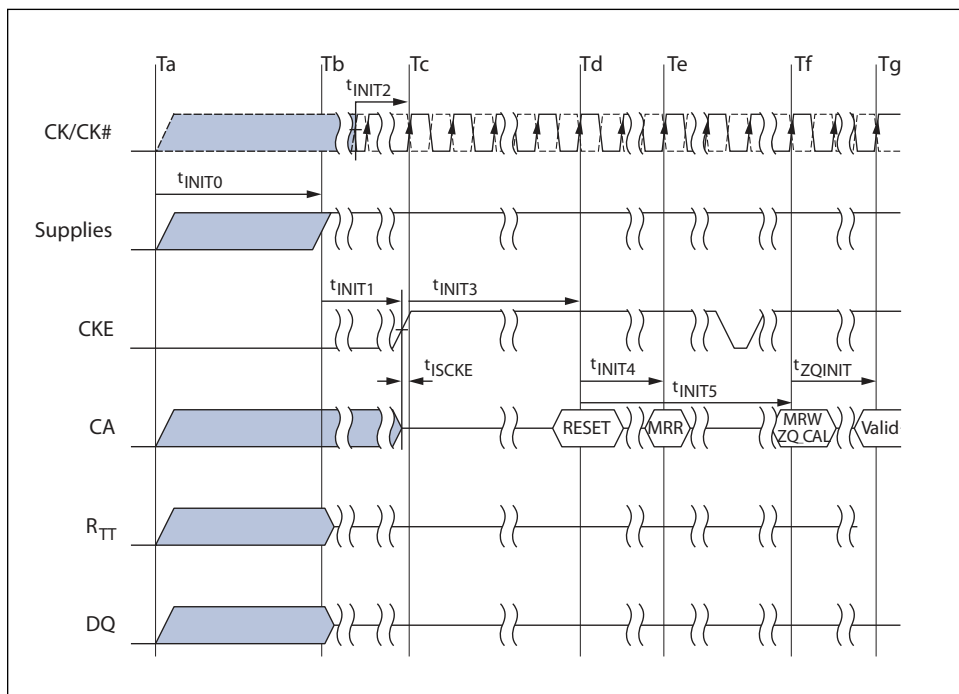 Ta Tb Tc Td Te Tf Tg
tINIT2
CK/CK#
tINIT0
Supplies
tINIT1 tINIT3
CKE
tISCKE tINIT4 tZQINIT
tINIT5
CA RESET MRR MRW ZQ_CAL Valid
RTT
DQ